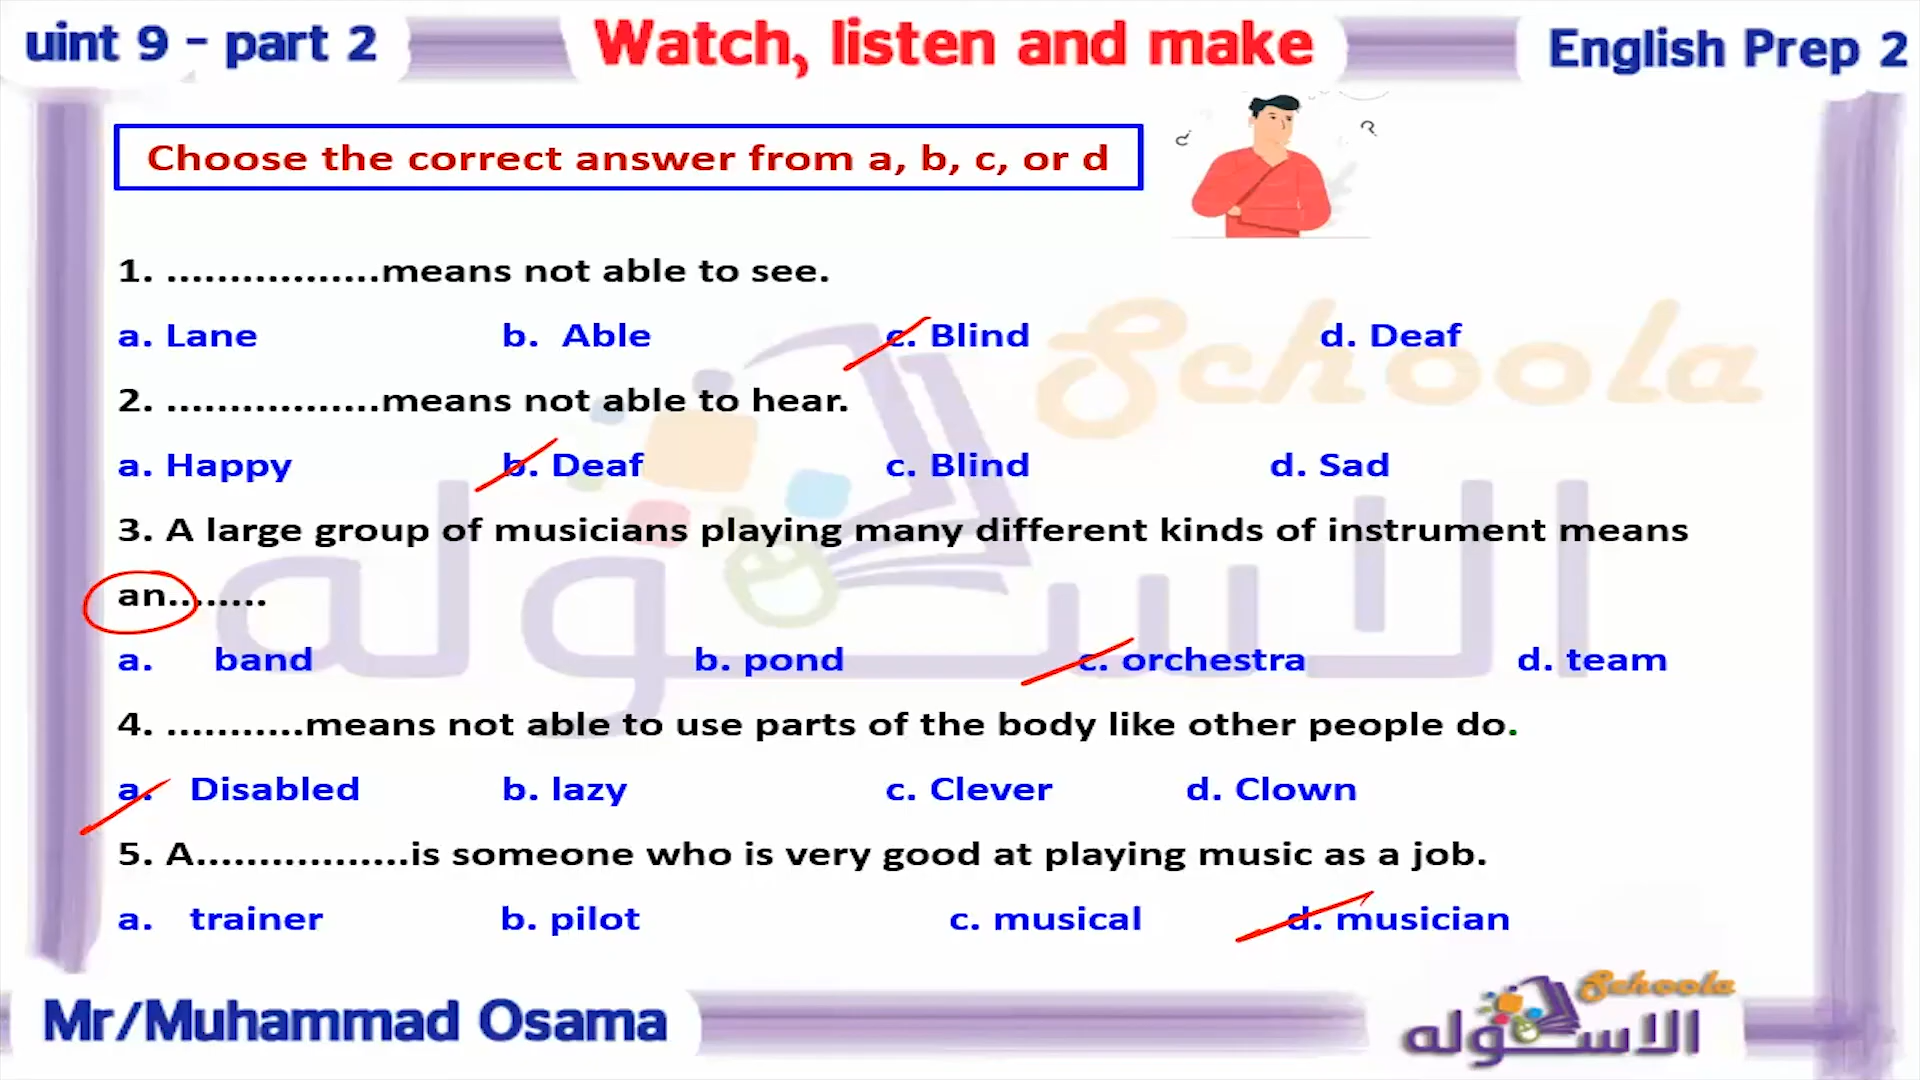 uint 9 - part 2
Watch, listen and make
English Prep 2
Choose the correct answer from a, b, c, or d
1. .................means not able to see.
a. Lane b. Able c. Blind d. Deaf
2. .................means not able to hear.
a. Happy b. Deaf c. Blind d. Sad
3. A large group of musicians playing many different kinds of instrument means
an........
a. band b. pond c. orchestra d. team
4. ...........means not able to use parts of the body like other people do.
a. Disabled b. lazy c. Clever d. Clown
5. A.................is someone who is very good at playing music as a job.
a. trainer b. pilot c. musical d. musician
Schoola
الاسكوله
Mr/Muhammad Osama
Schoola
الاسكوله